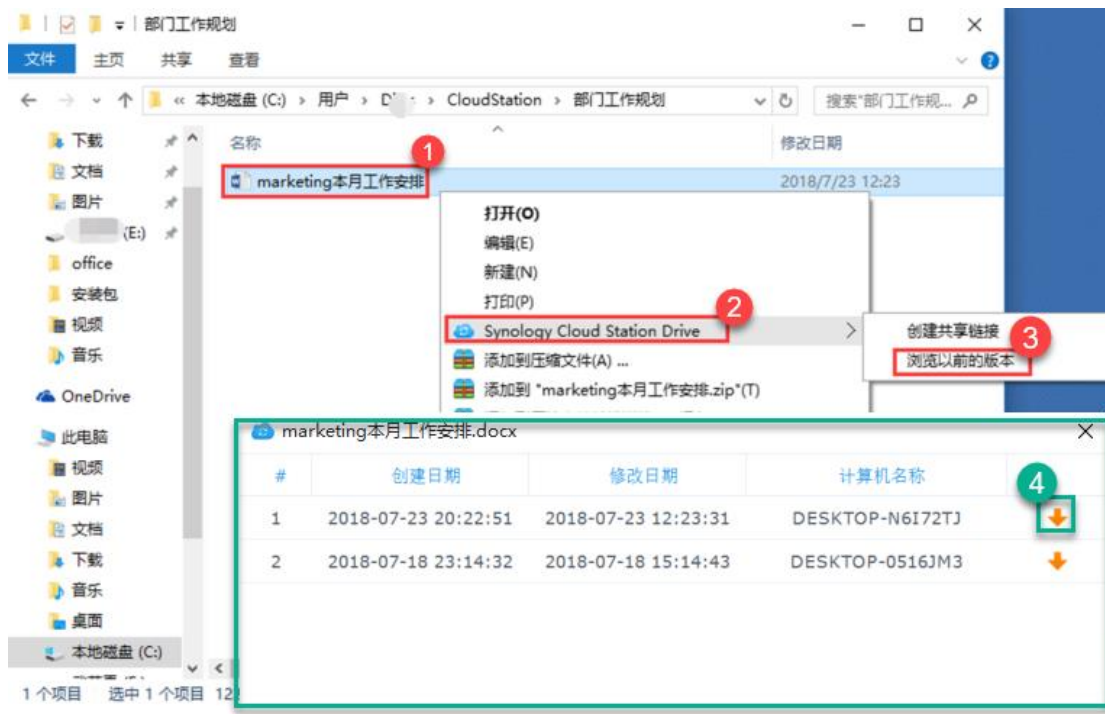 部门工作规划
文件 主页 共享 查看
« 本地磁盘 (C:) › 用户 › › CloudStation › 部门工作规划 搜索"部门工作规...
名称 修改日期
1
marketing本月工作安排 2018/7/23 12:23
下载
文档
图片
(E:)
office
安装包
视频
音乐
OneDrive
此电脑
视频
图片
文档
下载
音乐
桌面
本地磁盘 (C:)
1 个项目 选中 1 个项目 12
打开(O)
编辑(E)
新建(N)
打印(P)
2
Synology Cloud Station Drive
添加到压缩文件(A) ...
添加到 "marketing本月工作安排.zip"(T)
创建共享链接
3
浏览以前的版本
marketing本月工作安排.docx
# 创建日期 修改日期 计算机名称
4
1 2018-07-23 20:22:51 2018-07-23 12:23:31 DESKTOP-N6I72TJ
2 2018-07-18 23:14:32 2018-07-18 15:14:43 DESKTOP-0516JM3